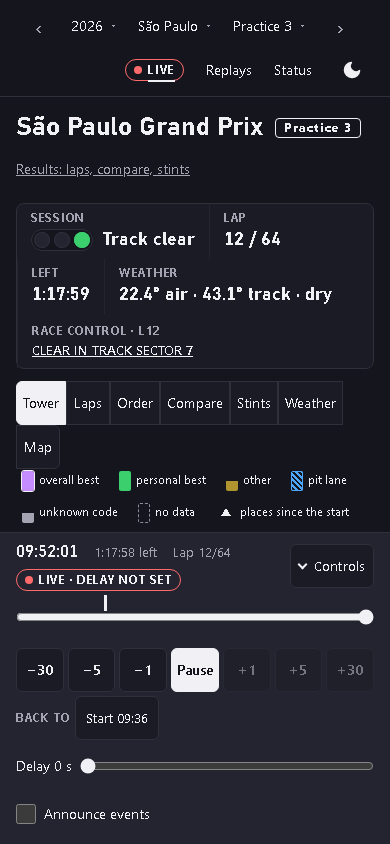 2026 São Paulo Practice 3
LIVE Replays Status
São Paulo Grand Prix Practice 3
Results: laps, compare, stints
SESSION LAP
Track clear 12 / 64
LEFT WEATHER
1:17:59 22.4° air · 43.1° track · dry
RACE CONTROL · L12
CLEAR IN TRACK SECTOR 7
Tower Laps Order Compare Stints Weather
Map
overall best personal best other pit lane
unknown code no data places since the start
09:52:01 1:17:58 left Lap 12/64
Controls
LIVE · DELAY NOT SET
−30 −5 −1 Pause +1 +5 +30
BACK TO Start 09:36
Delay 0 s
Announce events